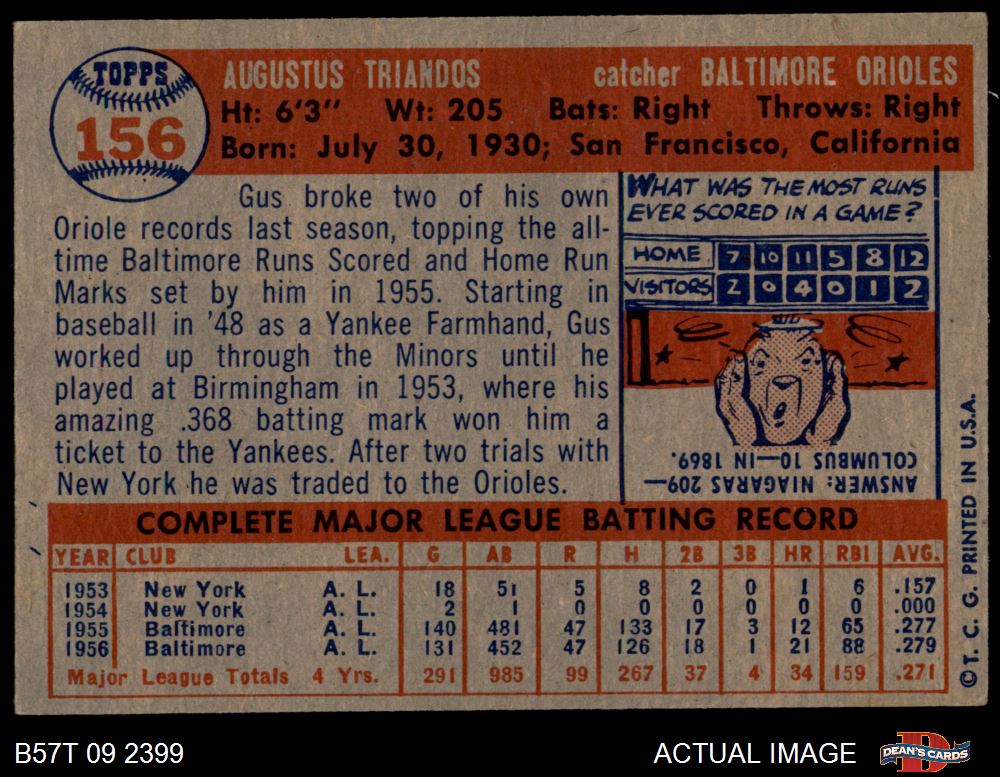 TOPPS
156
AUGUSTUS TRIANDOS catcher BALTIMORE ORIOLES
Ht: 6'3" Wt: 205 Bats: Right Throws: Right
Born: July 30, 1930; San Francisco, California
Gus broke two of his own
Oriole records last season, topping the all-
time Baltimore Runs Scored and Home Run
Marks set by him in 1955. Starting in
baseball in '48 as a Yankee Farmhand, Gus
worked up through the Minors until he
played at Birmingham in 1953, where his
amazing .368 batting mark won him a
ticket to the Yankees. After two trials with
New York he was traded to the Orioles.
WHAT WAS THE MOST RUNS
EVER SCORED IN A GAME?
HOME 7 10 11 5 8 12
VISITORS 2 0 4 0 1 2
ANSWER: NIAGARAS 209—
COLUMBUS 10—IN 1869.
COMPLETE MAJOR LEAGUE BATTING RECORD
YEAR CLUB LEA. G AB R H 2B 3B HR RBI AVG.
1953 New York A. L. 18 51 5 8 2 0 1 6 .157
1954 New York A. L. 2 1 0 0 0 0 0 0 .000
1955 Baltimore A. L. 140 481 47 133 17 3 12 65 .277
1956 Baltimore A. L. 131 452 47 126 18 1 21 88 .279
Major League Totals 4 Yrs. 291 985 99 267 37 4 34 159 .271
©T. C. G. PRINTED IN U.S.A.
B57T 09 2399
ACTUAL IMAGE
D
DEAN'S CARDS